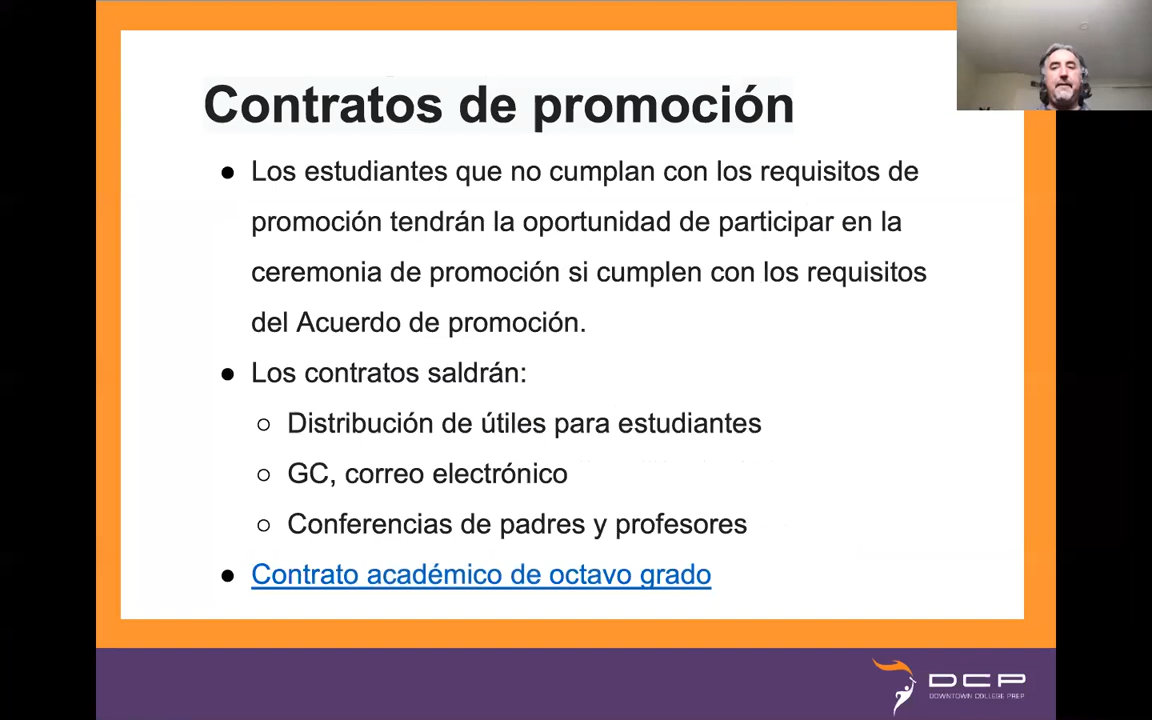 Contratos de promoción
● Los estudiantes que no cumplan con los requisitos de
promoción tendrán la oportunidad de participar en la
ceremonia de promoción si cumplen con los requisitos
del Acuerdo de promoción.
● Los contratos saldrán:
○ Distribución de útiles para estudiantes
○ GC, correo electrónico
○ Conferencias de padres y profesores
● Contrato académico de octavo grado
DCP
DOWNTOWN COLLEGE PREP